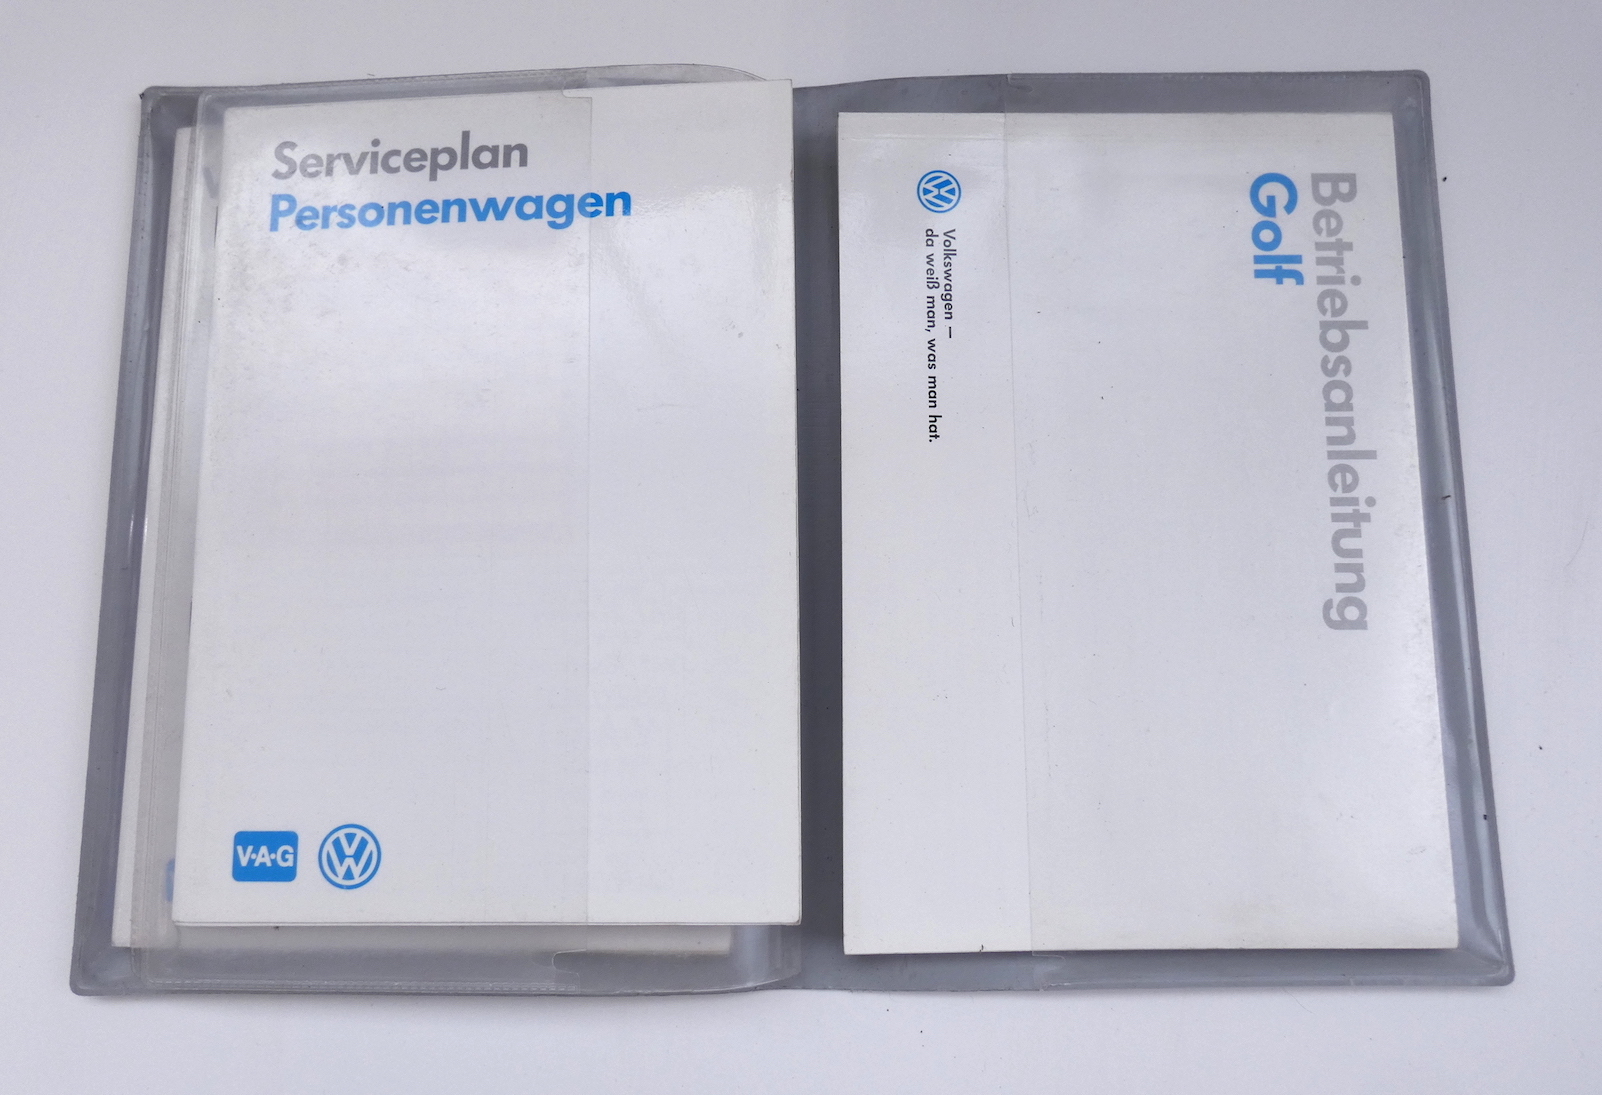 Serviceplan
Personenwagen
V·A·G
Betriebsanleitung
Golf
Volkswagen –
da weiß man, was man hat.